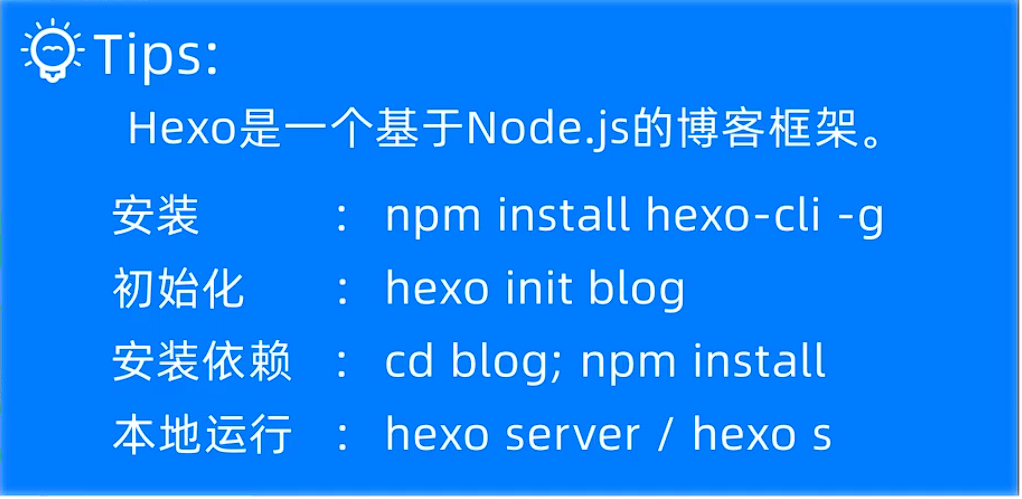 Tips:
Hexo是一个基于Node.js的博客框架。
安装 : npm install hexo-cli -g
初始化 : hexo init blog
安装依赖 : cd blog; npm install
本地运行 : hexo server / hexo s